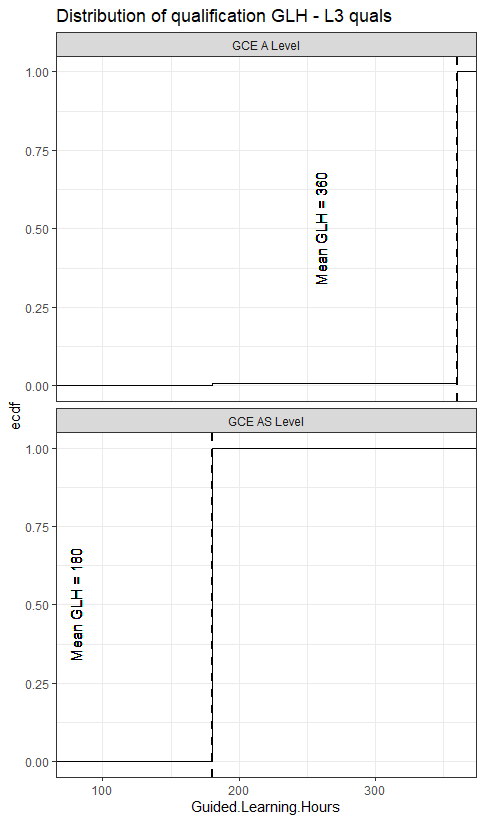 Distribution of qualification GLH - L3 quals
GCE A Level
1.00
0.75
0.50
0.25
0.00
Mean GLH = 360
ecdf
GCE AS Level
1.00
0.75
0.50
0.25
0.00
Mean GLH = 180
100 200 300
Guided.Learning.Hours